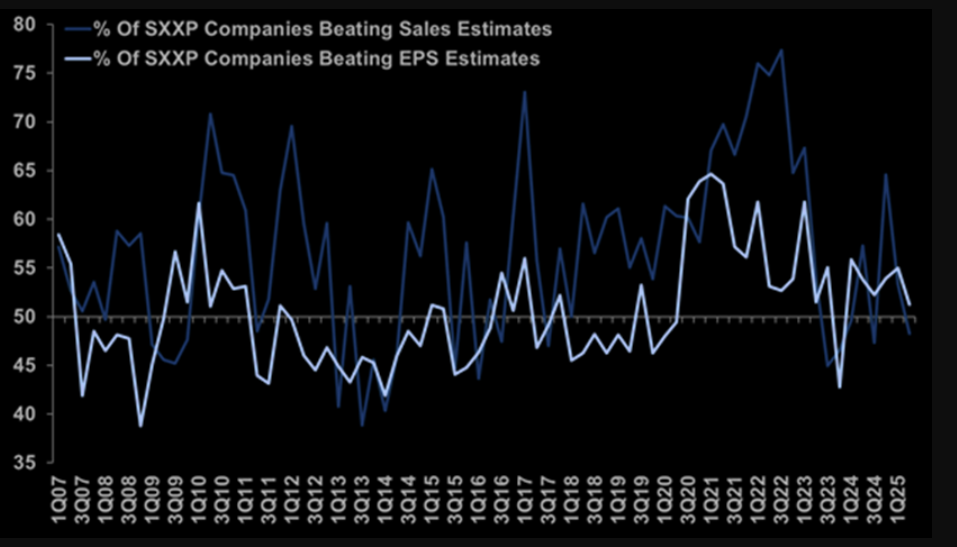 80
75
70
65
60
55
50
45
40
35
% Of SXXP Companies Beating Sales Estimates
% Of SXXP Companies Beating EPS Estimates
1Q07
3Q07
1Q08
3Q08
1Q09
3Q09
1Q10
3Q10
1Q11
3Q11
1Q12
3Q12
1Q13
3Q13
1Q14
3Q14
1Q15
3Q15
1Q16
3Q16
1Q17
3Q17
1Q18
3Q18
1Q19
3Q19
1Q20
3Q20
1Q21
3Q21
1Q22
3Q22
1Q23
3Q23
1Q24
3Q24
1Q25